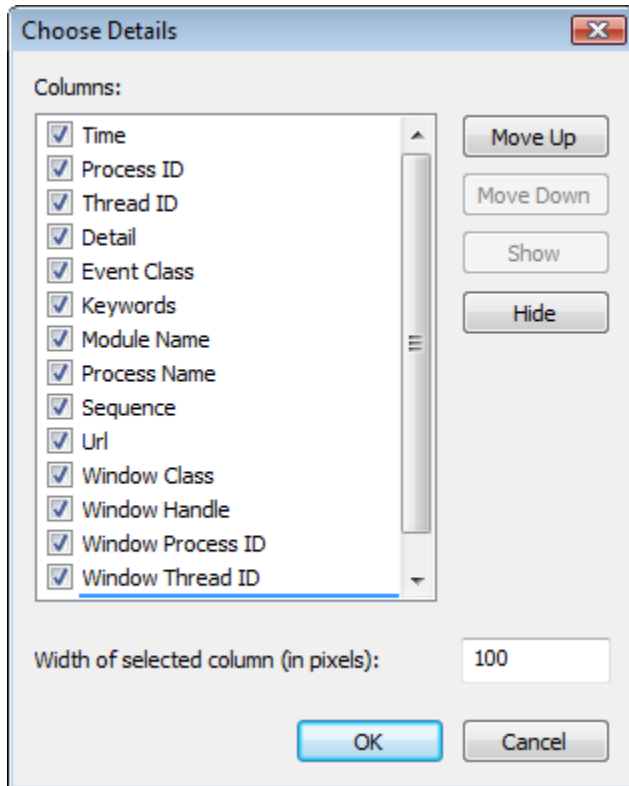 Choose Details
Columns:
Time
Process ID
Thread ID
Detail
Event Class
Keywords
Module Name
Process Name
Sequence
Url
Window Class
Window Handle
Window Process ID
Window Thread ID
Move Up
Move Down
Show
Hide
Width of selected column (in pixels): 100
OK Cancel